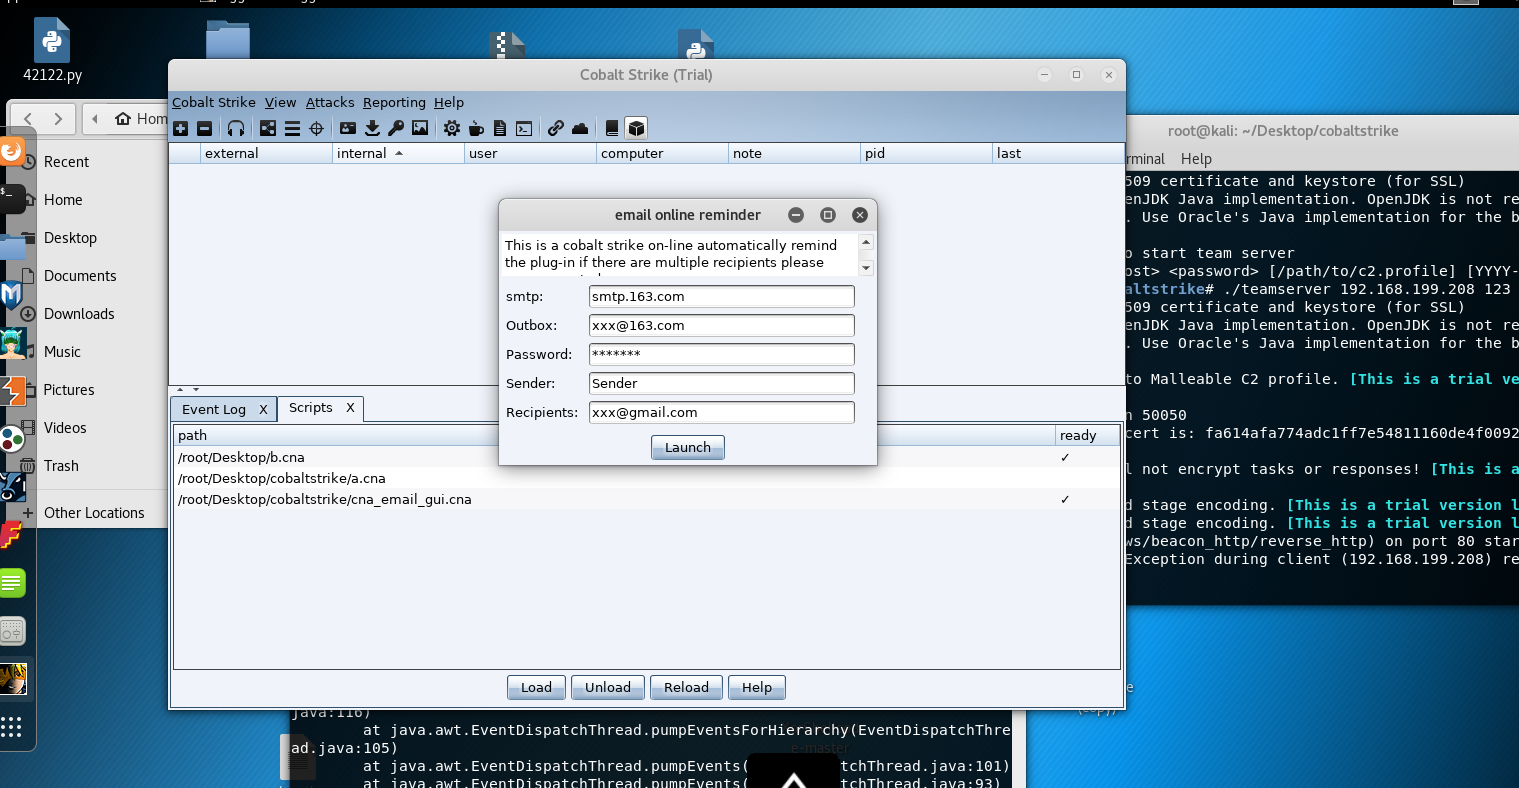 42122.py
Cobalt Strike (Trial)
Cobalt Strike View Attacks Reporting Help
external internal user computer note pid last
Hom
Recent
Home
Desktop
Documents
Downloads
Music
Pictures
Videos
Trash
Other Locations
email online reminder
This is a cobalt strike on-line automatically remind
the plug-in if there are multiple recipients please
smtp: smtp.163.com
Outbox: xxx@163.com
Password: *******
Sender: Sender
Recipients: xxx@gmail.com
Launch
Event Log X Scripts X
path ready
/root/Desktop/b.cna ✓
/root/Desktop/cobaltstrike/a.cna
/root/Desktop/cobaltstrike/cna_email_gui.cna ✓
Load Unload Reload Help
root@kali: ~/Desktop/cobaltstrike
rminal Help
509 certificate and keystore (for SSL)
enJDK Java implementation. OpenJDK is not re
. Use Oracle's Java implementation for the b
o start team server
ost> <password> [/path/to/c2.profile] [YYYY-
altstrike# ./teamserver 192.168.199.208 123
509 certificate and keystore (for SSL)
enJDK Java implementation. OpenJDK is not re
. Use Oracle's Java implementation for the b
to Malleable C2 profile. [This is a trial ve
n 50050
cert is: fa614afa774adc1ff7e54811160de4f0092
l not encrypt tasks or responses! [This is a
d stage encoding. [This is a trial version l
d stage encoding. [This is a trial version l
ws/beacon_http/reverse_http) on port 80 star
Exception during client (192.168.199.208) re
java:116)
at java.awt.EventDispatchThread.pumpEventsForHierarchy(EventDispatchThre
ad.java:105)
e-master
at java.awt.EventDispatchThread.pumpEvents( tchThread.java:101)
at java.awt.EventDispatchThread.pumpEvents( tchThread.java:93)